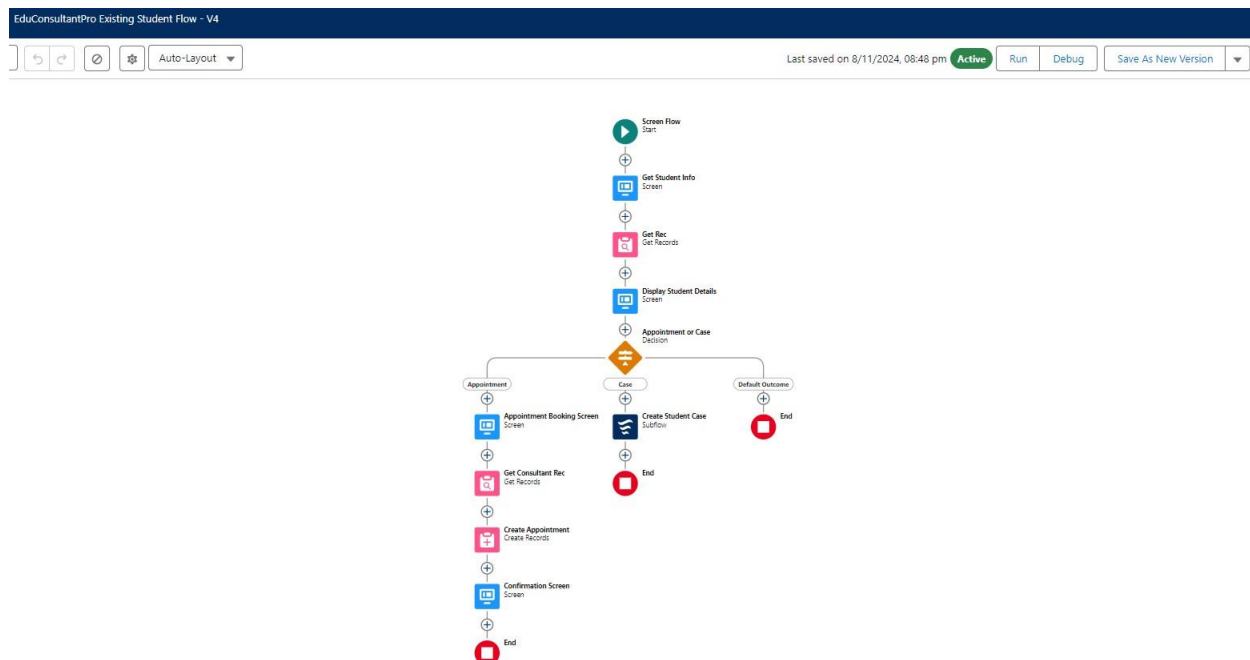 EduConsultantPro Existing Student Flow - V4
Auto-Layout
Last saved on 8/11/2024, 08:48 pm
Active
Run
Debug
Save As New Version
Screen Flow
Start
Get Student Info
Screen
Get Rec
Get Records
Display Student Details
Screen
Appointment or Case
Decision
Appointment
Case
Default Outcome
Appointment Booking Screen
Screen
Create Student Case
Subflow
End
Get Consultant Rec
Get Records
End
Create Appointment
Create Records
Confirmation Screen
Screen
End